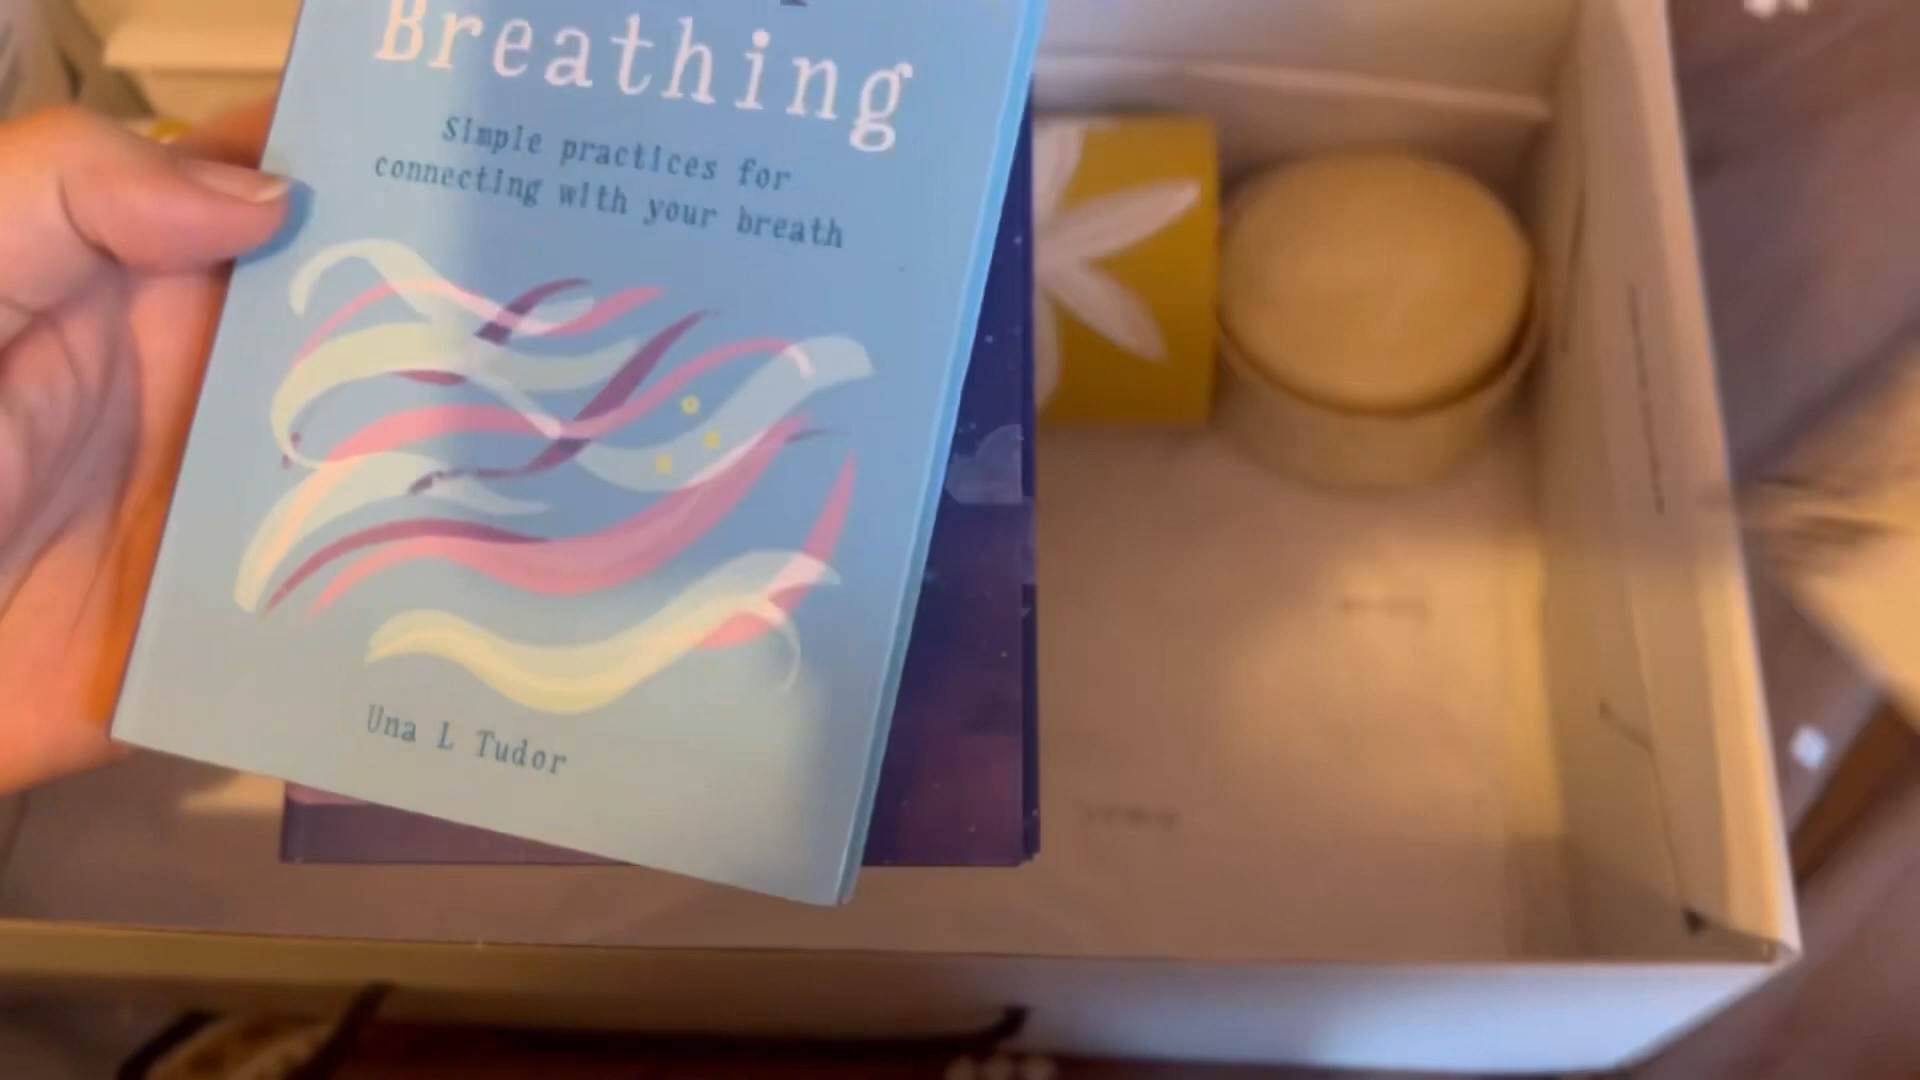 Breathing
Simple practices for
connecting with your breath
Una L Tudor